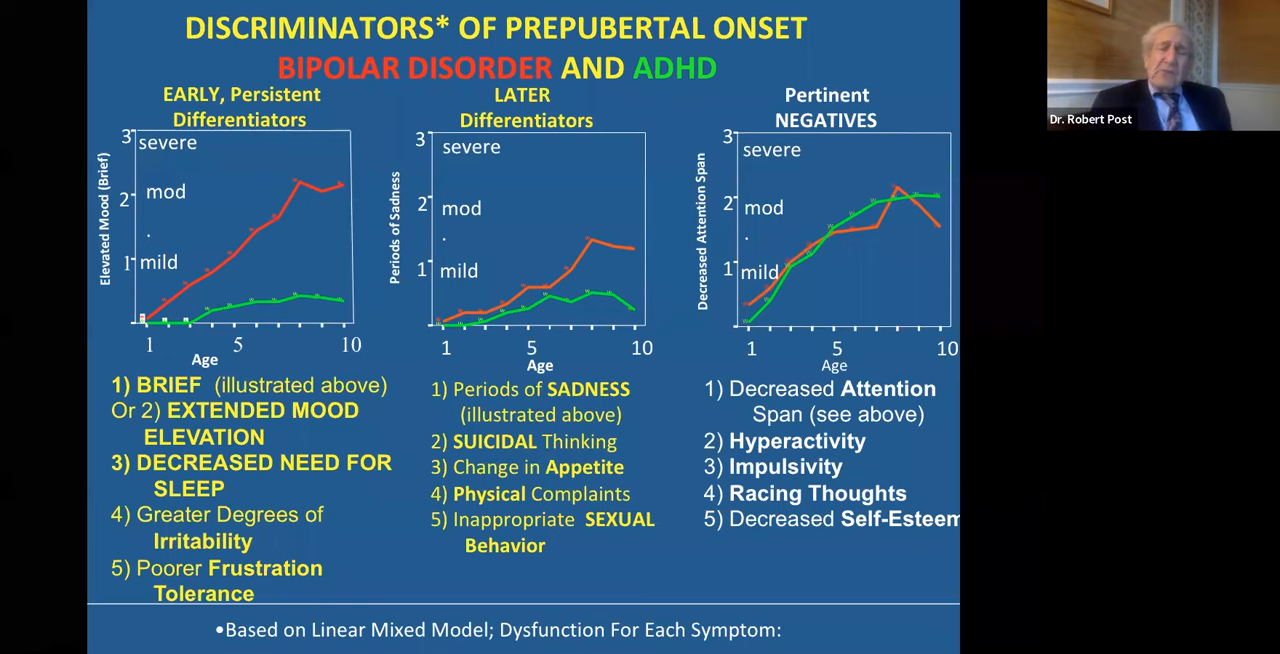 DISCRIMINATORS* OF PREPUBERTAL ONSET
BIPOLAR DISORDER AND ADHD
EARLY, Persistent
Differentiators
Elevated Mood (Brief)
3
severe
2
mod
1
mild
1
5
10
Age
1) BRIEF (illustrated above)
Or 2) EXTENDED MOOD
ELEVATION
3) DECREASED NEED FOR
SLEEP
4) Greater Degrees of
Irritability
5) Poorer Frustration
Tolerance
LATER
Differentiators
Periods of Sadness
3
severe
2
mod
1
mild
1
5
10
Age
1) Periods of SADNESS
(illustrated above)
2) SUICIDAL Thinking
3) Change in Appetite
4) Physical Complaints
5) Inappropriate SEXUAL
Behavior
Pertinent
NEGATIVES
Decreased Attention Span
3
severe
2
mod
1
mild
1
5
10
Age
1) Decreased Attention
Span (see above)
2) Hyperactivity
3) Impulsivity
4) Racing Thoughts
5) Decreased Self-Esteem
•Based on Linear Mixed Model; Dysfunction For Each Symptom:
Dr. Robert Post